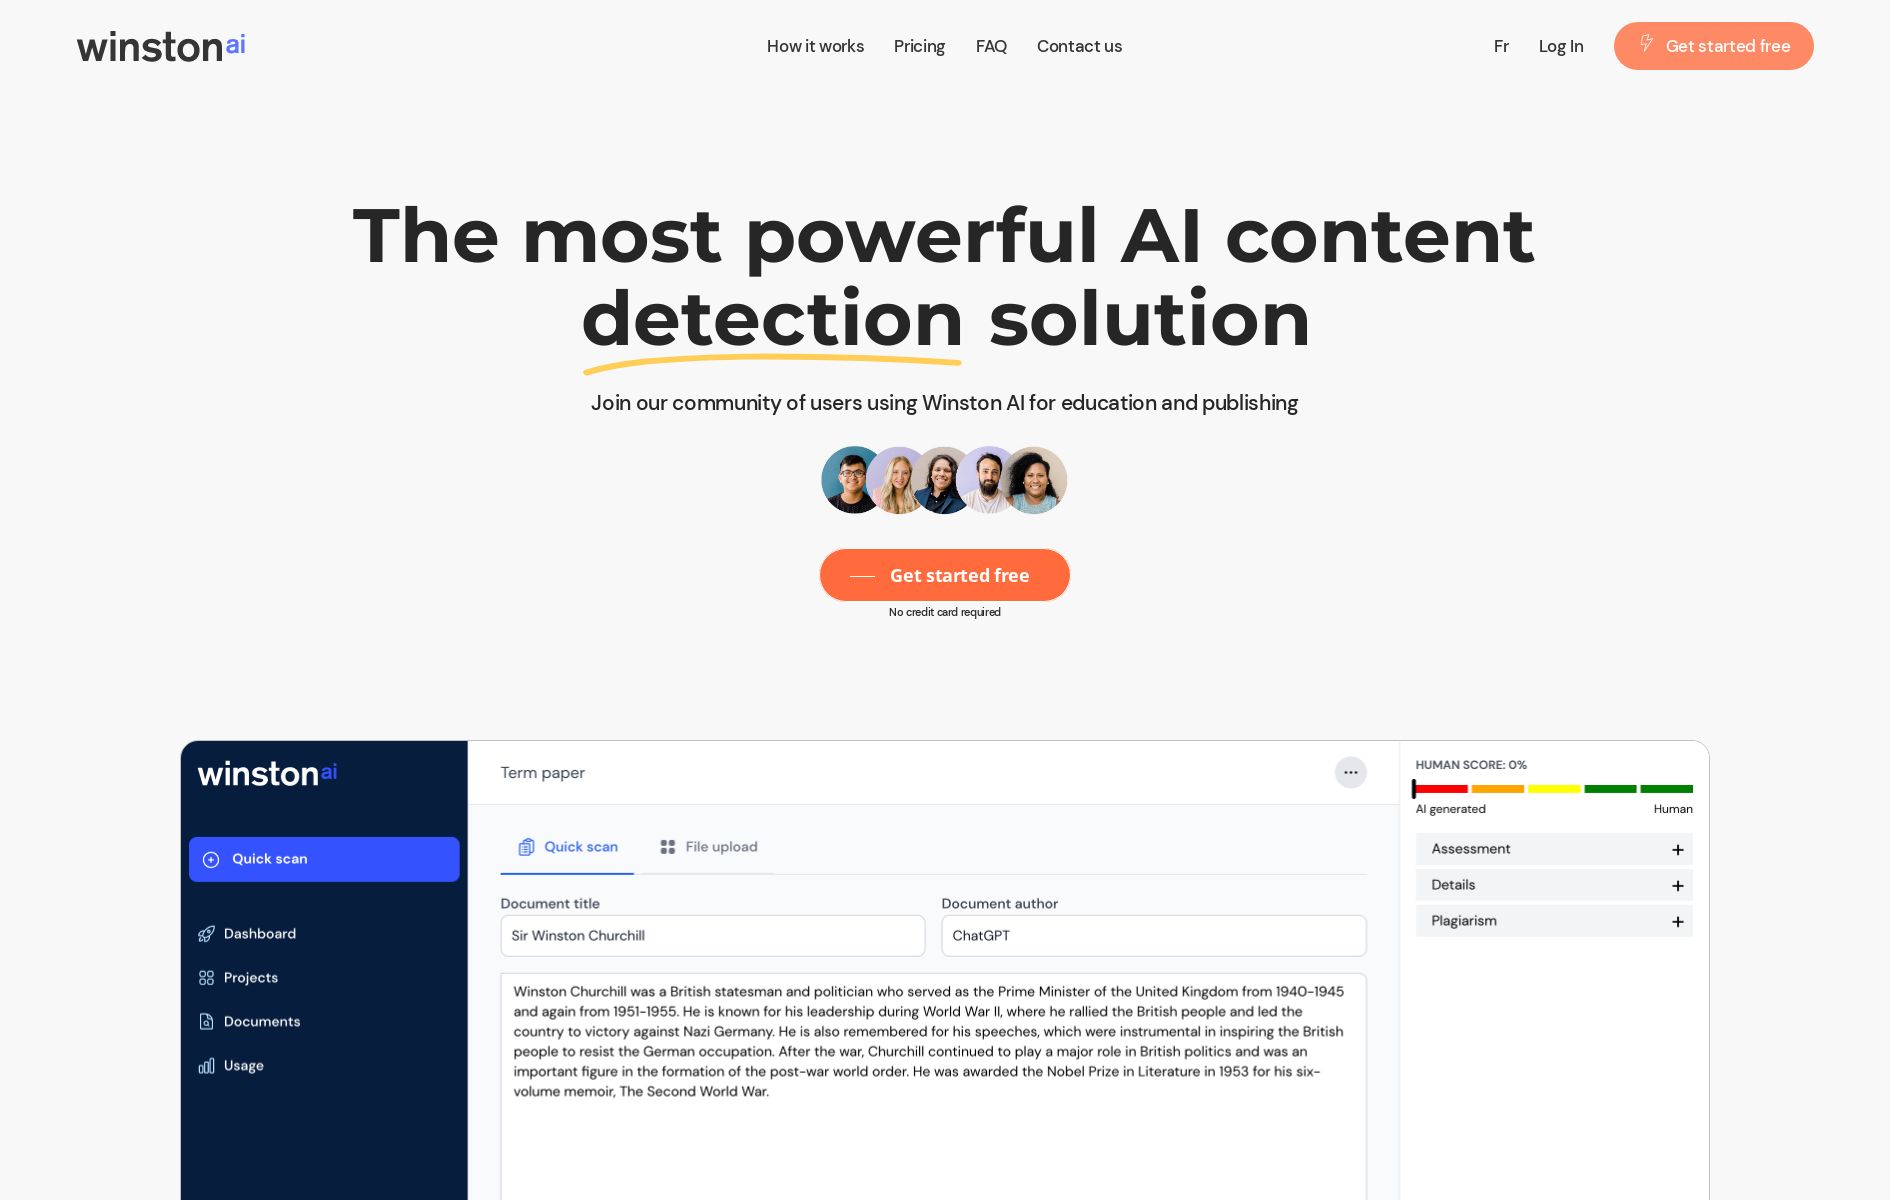 winston ai
How it works Pricing FAQ Contact us
Fr Log In Get started free
The most powerful AI content
detection solution
Join our community of users using Winston AI for education and publishing
Get started free
No credit card required
winston ai
Quick scan
Dashboard
Projects
Documents
Usage
Term paper
Quick scan File upload
Document title
Sir Winston Churchill
Document author
ChatGPT
Winston Churchill was a British statesman and politician who served as the Prime Minister of the United Kingdom from 1940-1945
and again from 1951-1955. He is known for his leadership during World War II, where he rallied the British people and led the
country to victory against Nazi Germany. He is also remembered for his speeches, which were instrumental in inspiring the British
people to resist the German occupation. After the war, Churchill continued to play a major role in British politics and was an
important figure in the formation of the post-war world order. He was awarded the Nobel Prize in Literature in 1953 for his six-
volume memoir, The Second World War.
HUMAN SCORE: 0%
AI generated Human
Assessment +
Details +
Plagiarism +